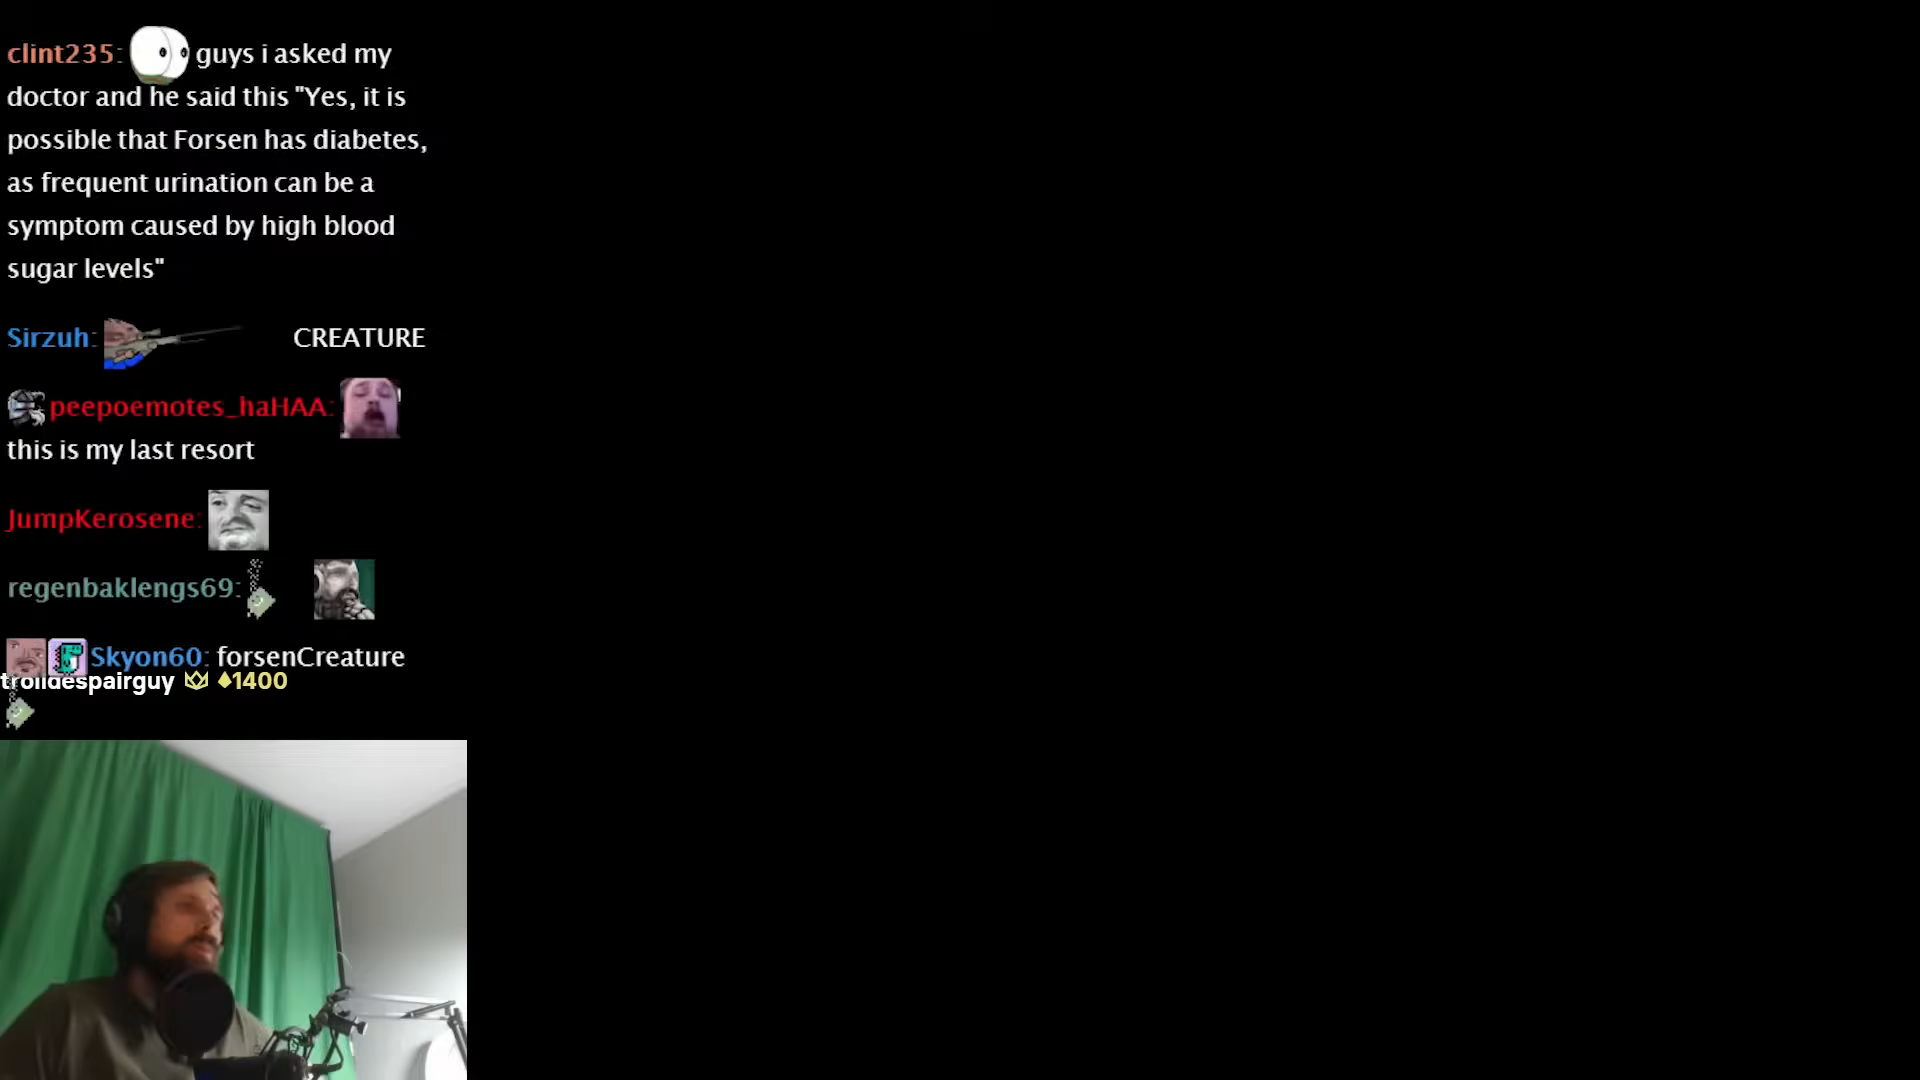 clint235: guys i asked my
doctor and he said this "Yes, it is
possible that Forsen has diabetes,
as frequent urination can be a
symptom caused by high blood
sugar levels"
Sirzuh: CREATURE
peepoemotes_haHAA:
this is my last resort
JumpKerosene:
regenbaklengs69:
Skyon60: forsenCreature
trolldespairguy 1400